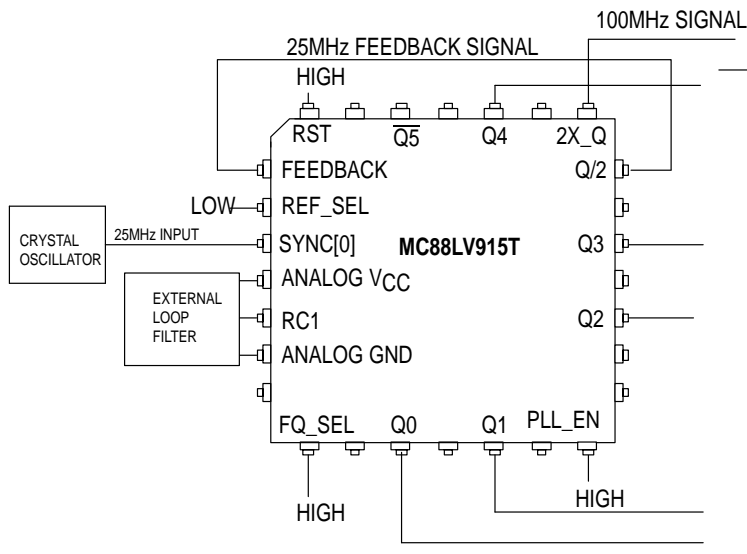 100MHz SIGNAL
25MHz FEEDBACK SIGNAL
HIGH
RST
Q5
Q4
2X_Q
FEEDBACK
Q/2
LOW
REF_SEL
CRYSTAL
OSCILLATOR
25MHz INPUT
SYNC[0]
MC88LV915T
Q3
ANALOG VCC
EXTERNAL
LOOP
FILTER
RC1
Q2
ANALOG GND
FQ_SEL
Q0
Q1
PLL_EN
HIGH
HIGH